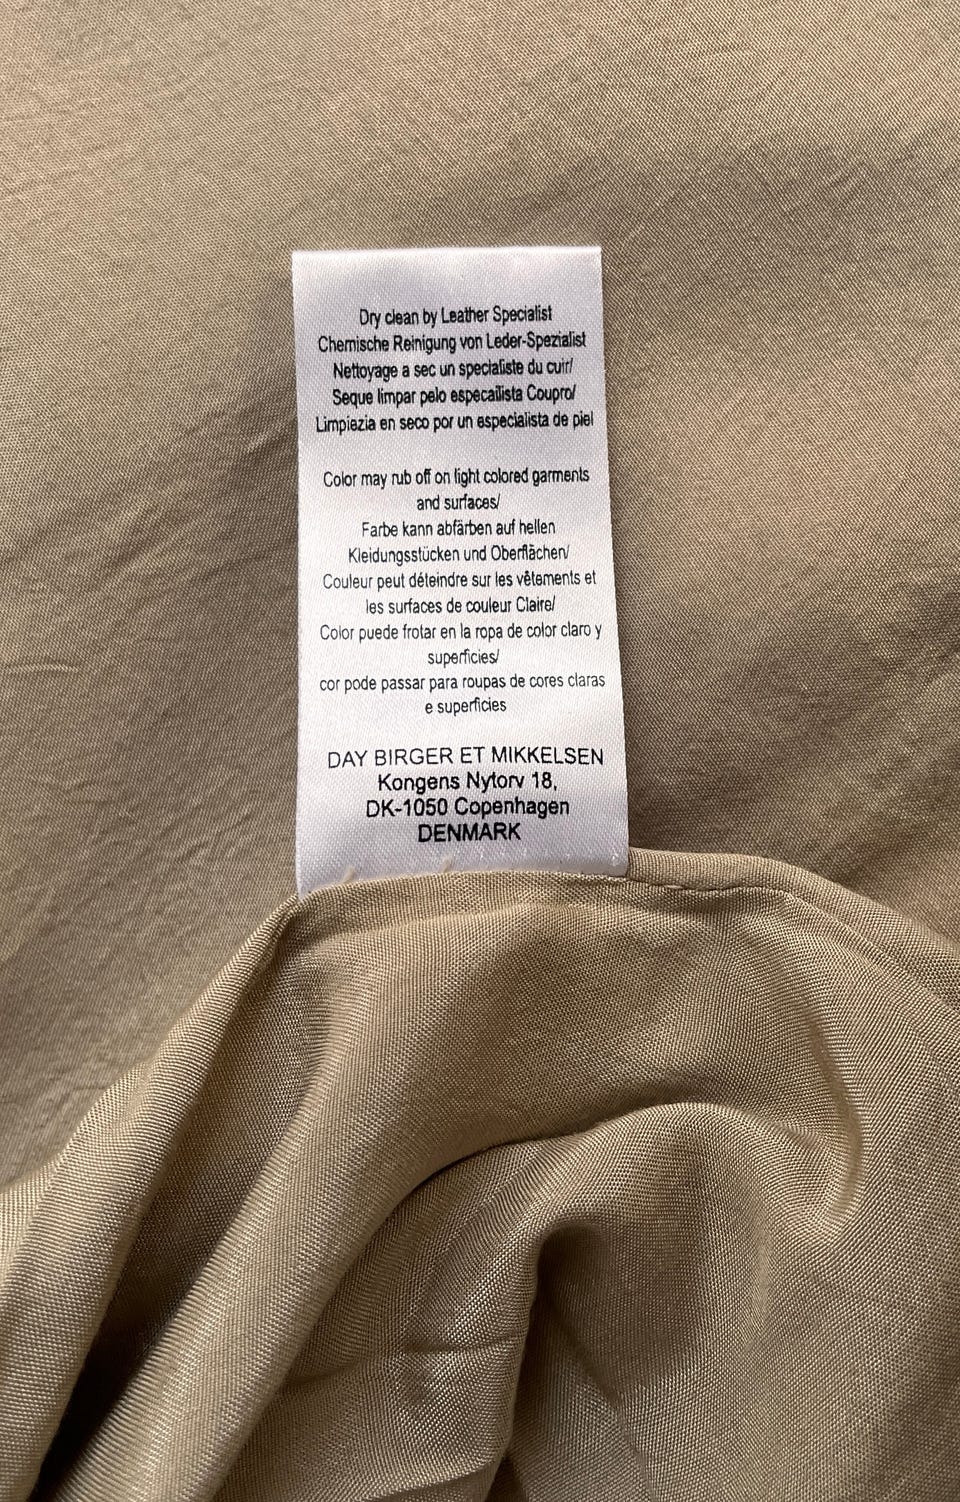 Dry clean by Leather Specialist
Chemische Reinigung von Leder-Spezialist
Nettoyage a sec un specialiste du cuir/
Seque limpar pelo especailista Coupro/
Limpiezia en seco por un especialista de piel
Color may rub off on light colored garments
and surfaces/
Farbe kann abfärben auf hellen
Kleidungsstücken und Oberflächen/
Couleur peut déteindre sur les vêtements et
les surfaces de couleur Claire/
Color puede frotar en la ropa de color claro y
superficies/
cor pode passar para roupas de cores claras
e superficies
DAY BIRGER ET MIKKELSEN
Kongens Nytorv 18,
DK-1050 Copenhagen
DENMARK